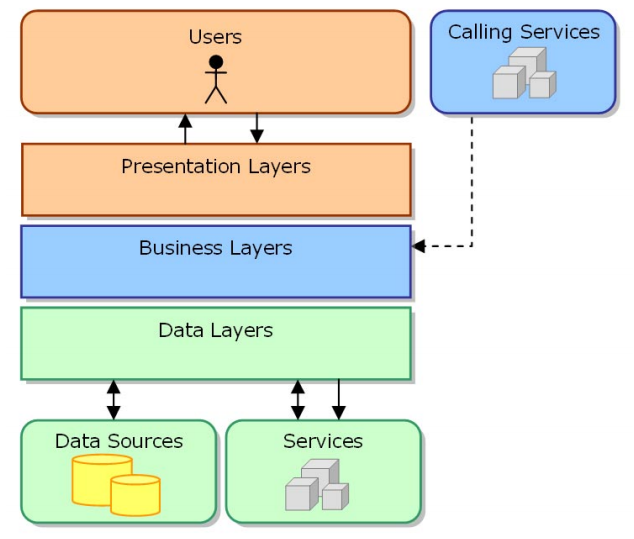 Users
Calling Services
Presentation Layers
Business Layers
Data Layers
Data Sources
Services